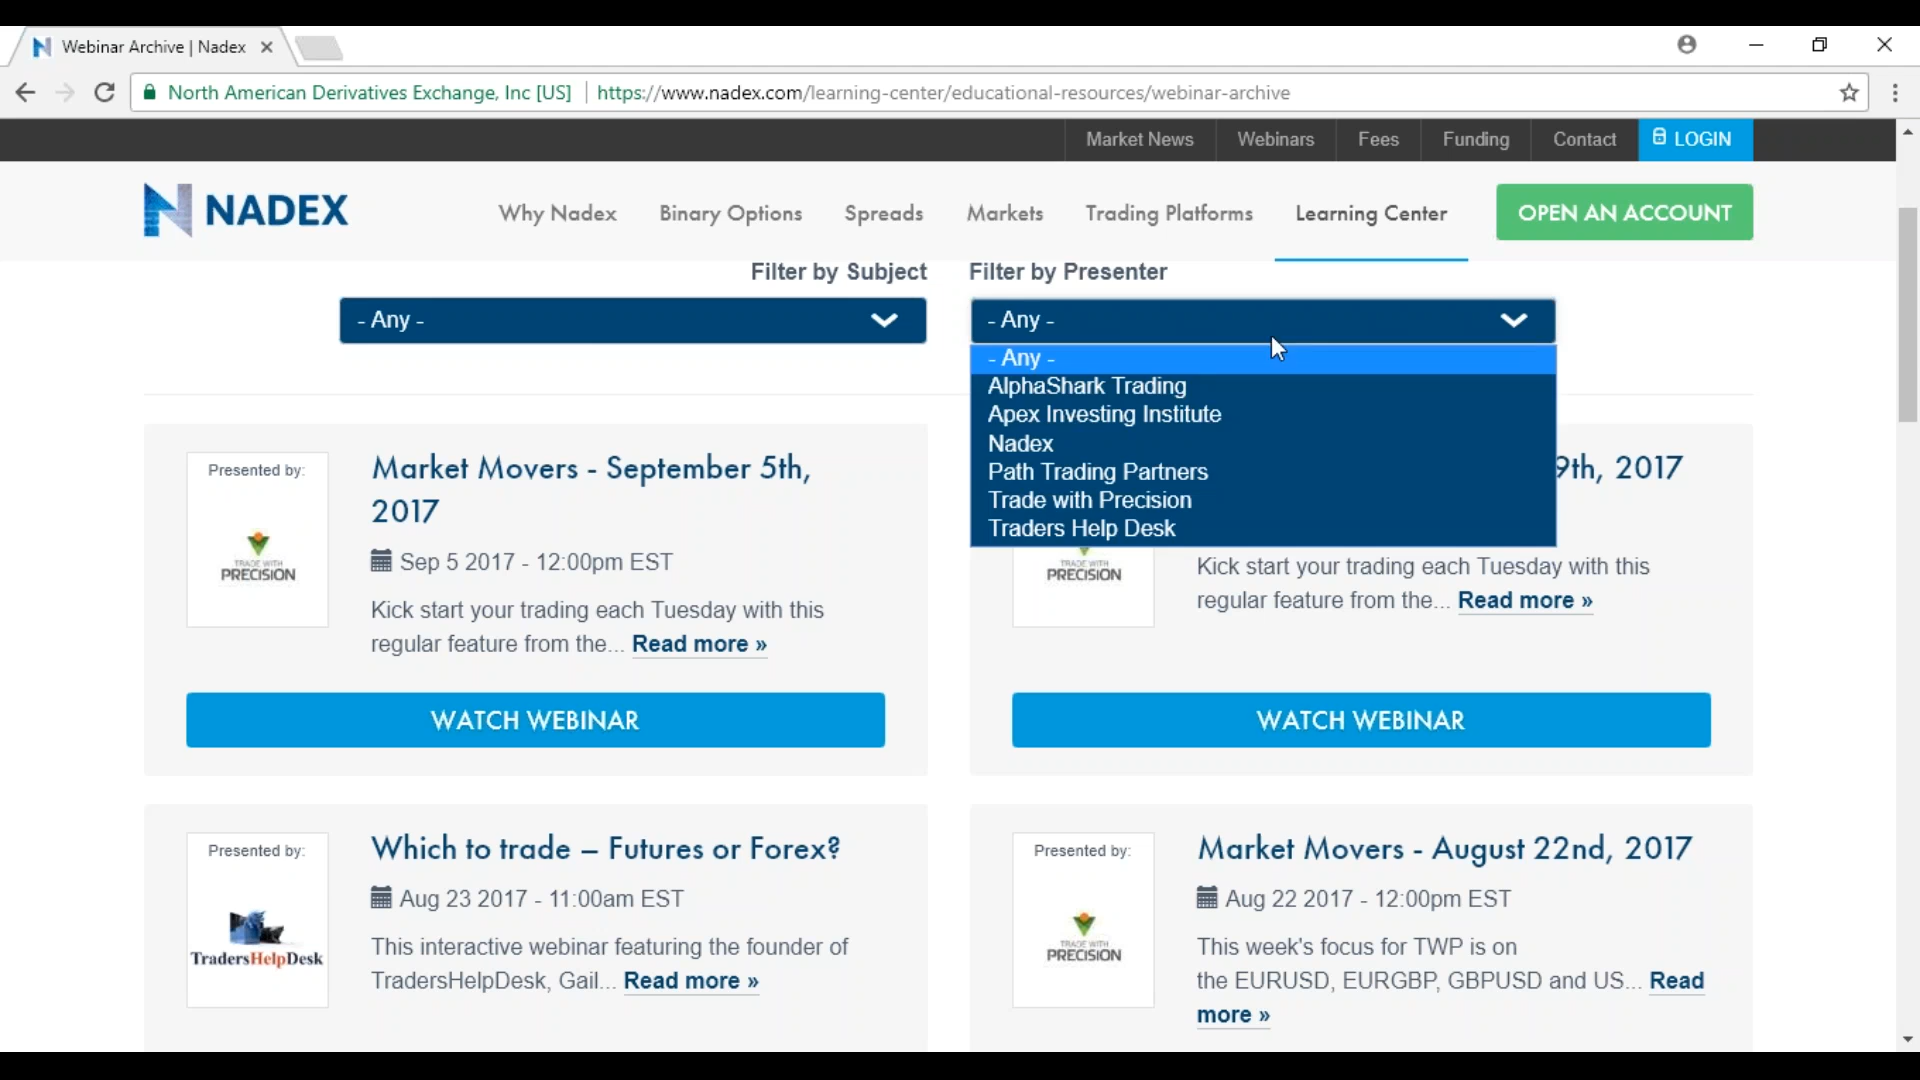 Webinar Archive | Nadex
North American Derivatives Exchange, Inc [US]
https://www.nadex.com/learning-center/educational-resources/webinar-archive
Market News
Webinars
Fees
Funding
Contact
LOGIN
NADEX
Why Nadex
Binary Options
Spreads
Markets
Trading Platforms
Learning Center
OPEN AN ACCOUNT
Filter by Subject
- Any -
Filter by Presenter
- Any -
- Any -
AlphaShark Trading
Apex Investing Institute
Nadex
Path Trading Partners
Trade with Precision
Traders Help Desk
Presented by:
TRADE WITH
PRECISION
Market Movers - September 5th,
2017
Sep 5 2017 - 12:00pm EST
Kick start your trading each Tuesday with this
regular feature from the... Read more »
WATCH WEBINAR
9th, 2017
TRADE WITH
PRECISION
Kick start your trading each Tuesday with this
regular feature from the... Read more »
WATCH WEBINAR
Presented by:
TradersHelpDesk
Which to trade – Futures or Forex?
Aug 23 2017 - 11:00am EST
This interactive webinar featuring the founder of
TradersHelpDesk, Gail... Read more »
Presented by:
TRADE WITH
PRECISION
Market Movers - August 22nd, 2017
Aug 22 2017 - 12:00pm EST
This week's focus for TWP is on
the EURUSD, EURGBP, GBPUSD and US... Read
more »